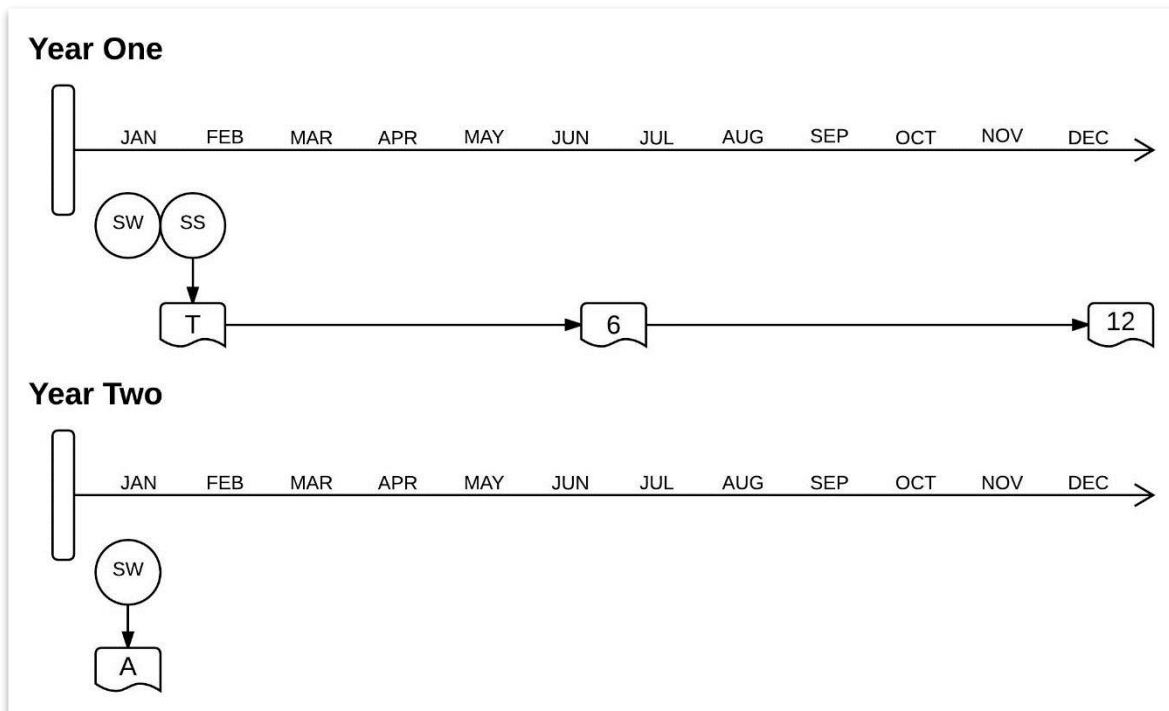 Year One
JAN FEB MAR APR MAY JUN JUL AUG SEP OCT NOV DEC
SW SS
T 6 12
Year Two
JAN FEB MAR APR MAY JUN JUL AUG SEP OCT NOV DEC
SW
A